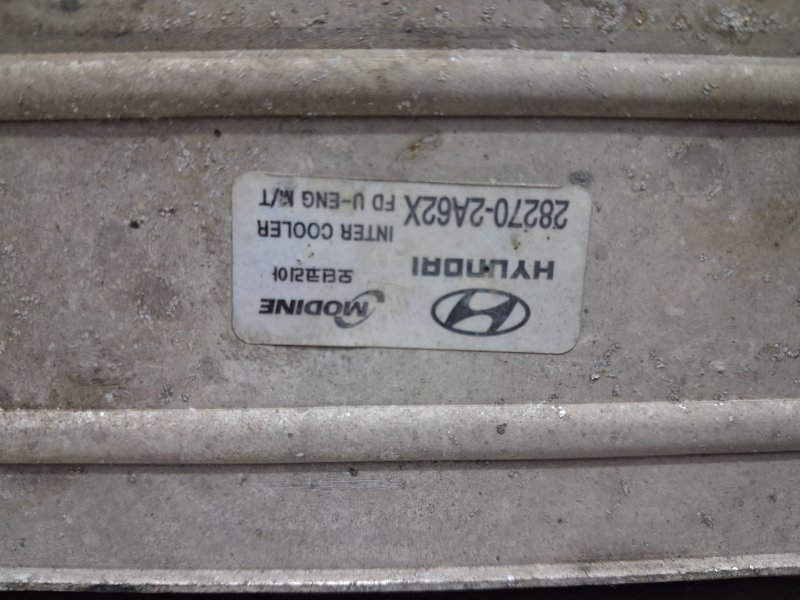 HYUNDAI
MODINE
모딘코리아
INTER COOLER
28270-2A62X
FD U-ENG M/T